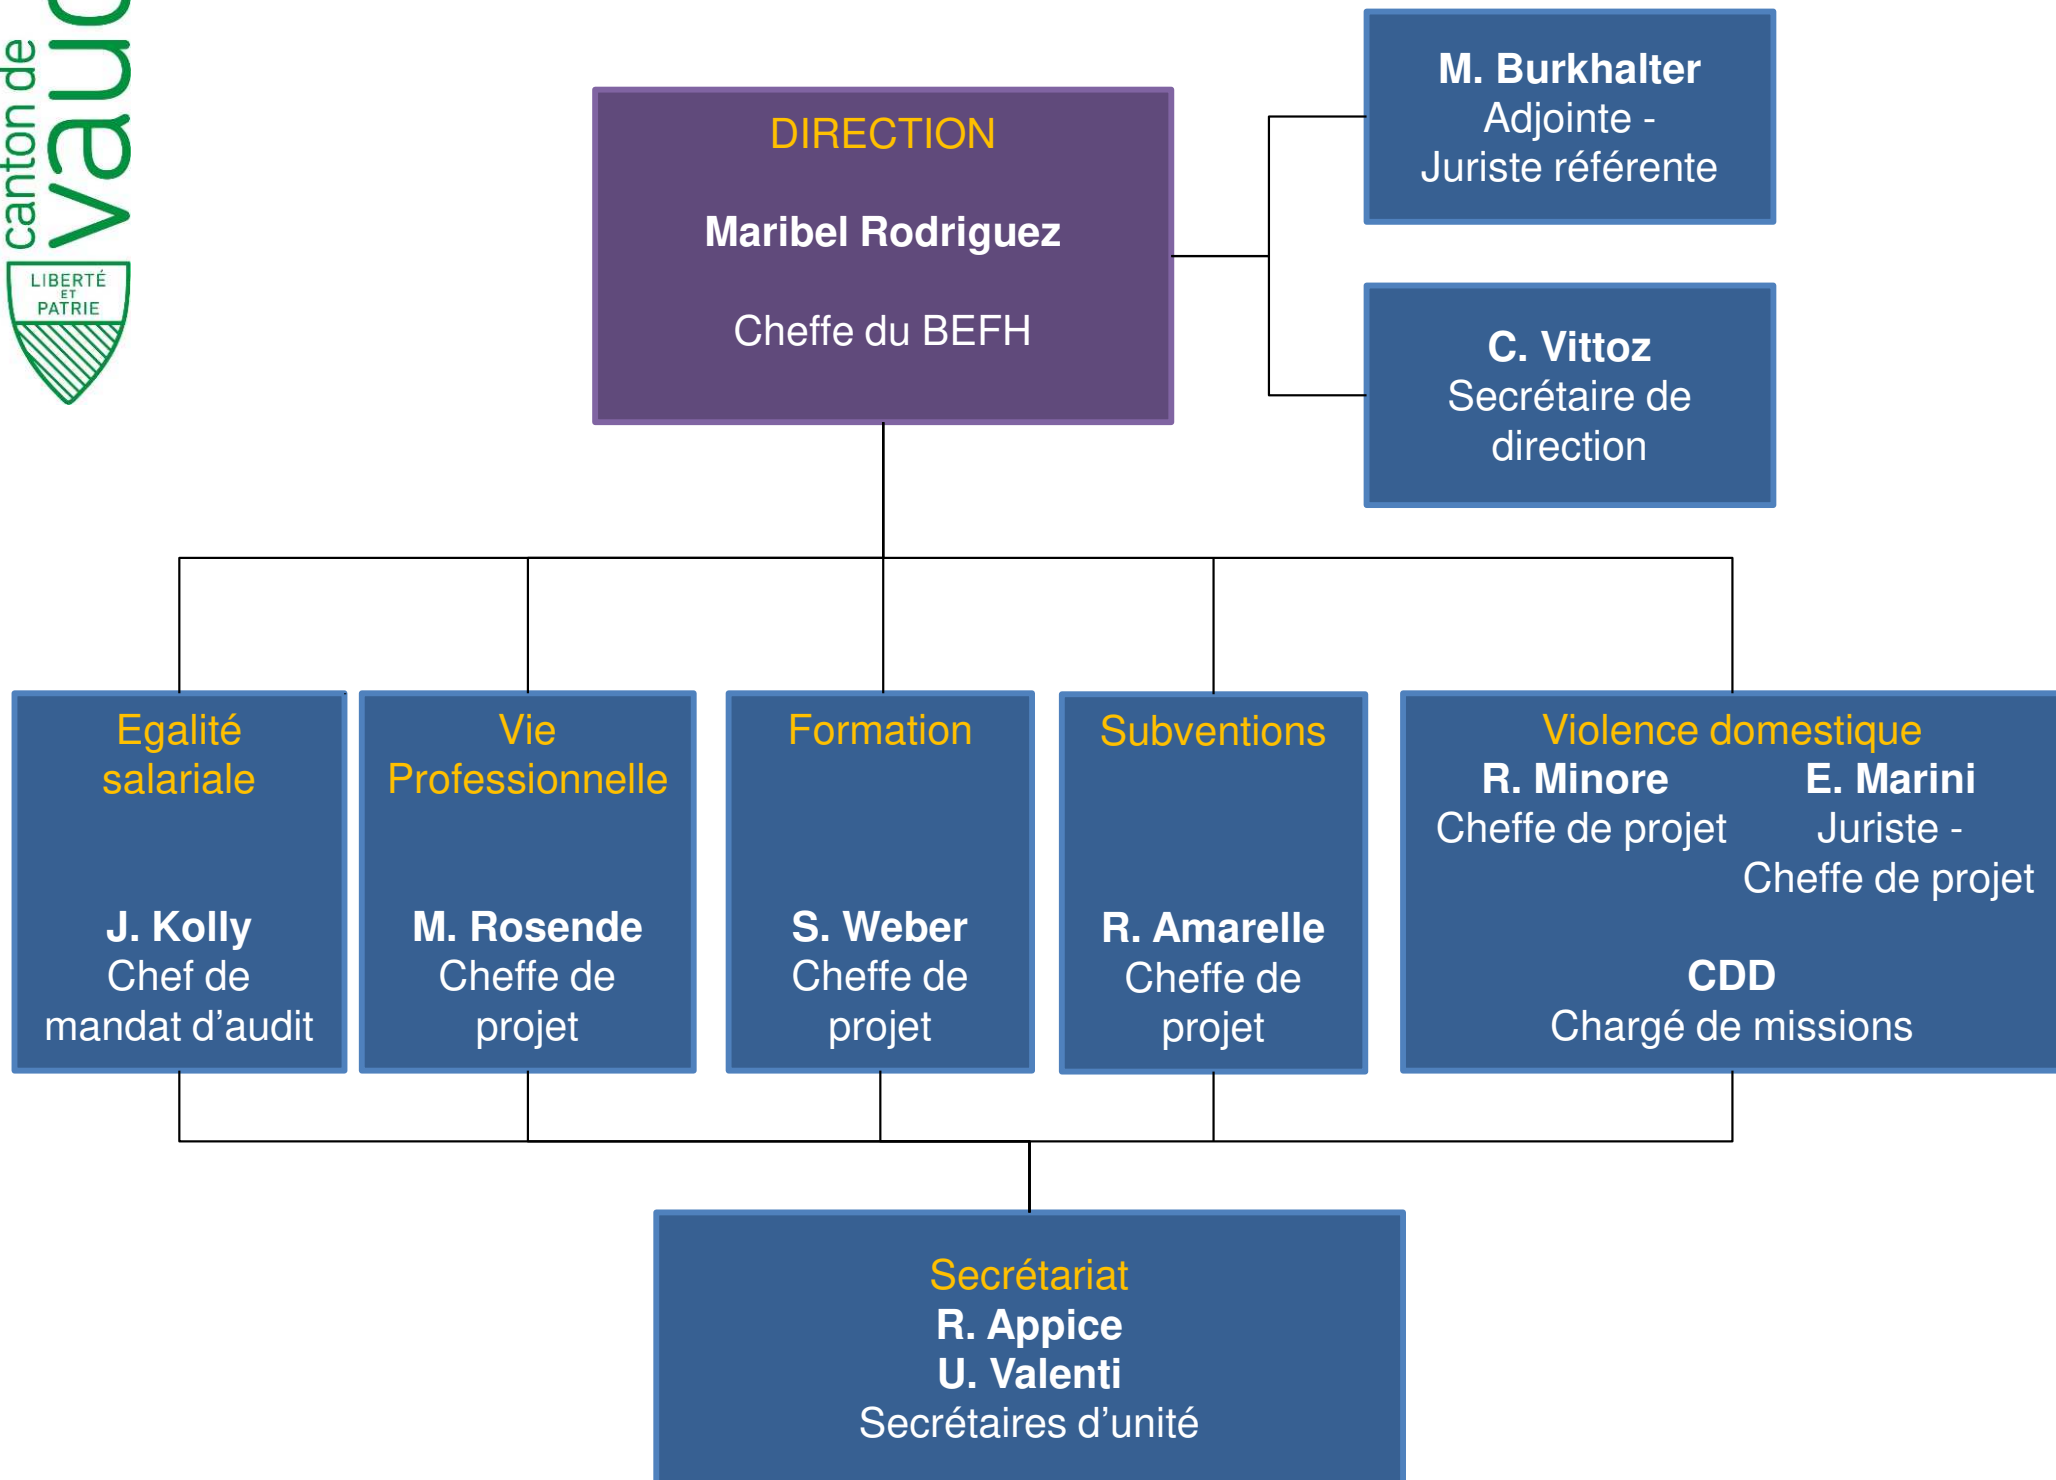 canton de
vaud
LIBERTÉ
ET
PATRIE
DIRECTION
Maribel Rodriguez
Cheffe du BEFH
M. Burkhalter
Adjointe -
Juriste référente
C. Vittoz
Secrétaire de
direction
Egalité
salariale
J. Kolly
Chef de
mandat d’audit
Vie
Professionnelle
M. Rosende
Cheffe de
projet
Formation
S. Weber
Cheffe de
projet
Subventions
R. Amarelle
Cheffe de
projet
Violence domestique
R. Minore
Cheffe de projet
E. Marini
Juriste -
Cheffe de projet
CDD
Chargé de missions
Secrétariat
R. Appice
U. Valenti
Secrétaires d’unité